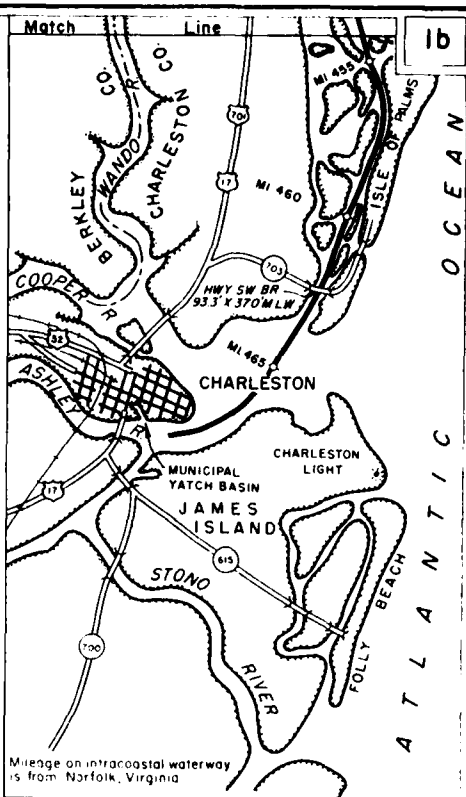 Match Line
1b
CO.
CO.
BERKLEY
WANDO R
CHARLESTON
701
17
MI 455
MI 460
ISLE OF PALMS
OCEAN
703
HWY SW BR
93.3' X 370' M LW
COOPER R
52
MI 465
CHARLESTON
ASHLEY R
MUNICIPAL
YATCH BASIN
CHARLESTON
LIGHT
17
JAMES
ISLAND
615
STONO
RIVER
700
FOLLY BEACH
ATLANTIC
Mileage on intracoastal waterway
is from Norfolk, Virginia